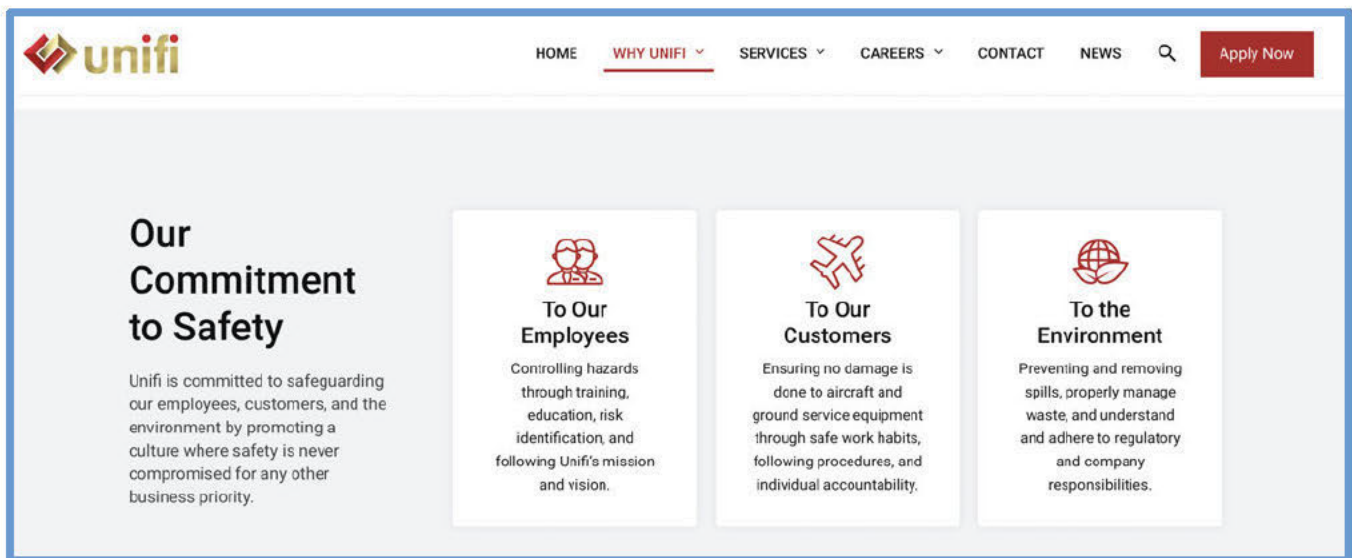 unifi
HOME WHY UNIFI SERVICES CAREERS CONTACT NEWS Apply Now
Our
Commitment
to Safety
Unifi is committed to safeguarding
our employees, customers, and the
environment by promoting a
culture where safety is never
compromised for any other
business priority.
To Our
Employees
Controlling hazards
through training,
education, risk
identification, and
following Unifi's mission
and vision.
To Our
Customers
Ensuring no damage is
done to aircraft and
ground service equipment
through safe work habits,
following procedures, and
individual accountability.
To the
Environment
Preventing and removing
spills, properly manage
waste, and understand
and adhere to regulatory
and company
responsibilities.